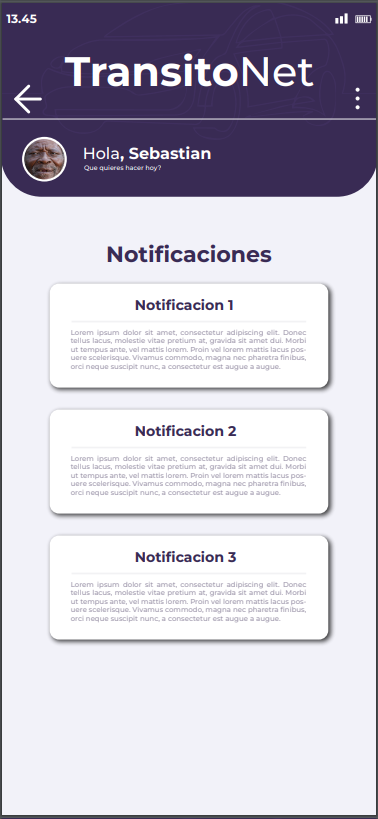 13.45
TransitoNet
Hola, Sebastian
Que quieres hacer hoy?
Notificaciones
Notificacion 1
Lorem ipsum dolor sit amet, consectetur adipiscing elit. Donec
tellus lacus, molestie vitae pretium at, gravida sit amet dui. Morbi
ut tempus ante, vel mattis lorem. Proin vel lorem mattis lacus, pos-
uere scelerisque. Vivamus commodo, magna nec pharetra finibus,
orci neque suscipit nunc, a consectetur est augue a augue.
Notificacion 2
Lorem ipsum dolor sit amet, consectetur adipiscing elit. Donec
tellus lacus, molestie vitae pretium at, gravida sit amet dui. Morbi
ut tempus ante, vel mattis lorem. Proin vel lorem mattis lacus, pos-
uere scelerisque. Vivamus commodo, magna nec pharetra finibus,
orci neque suscipit nunc, a consectetur est augue a augue.
Notificacion 3
Lorem ipsum dolor sit amet, consectetur adipiscing elit. Donec
tellus lacus, molestie vitae pretium at, gravida sit amet dui. Morbi
ut tempus ante, vel mattis lorem. Proin vel lorem mattis lacus, pos-
uere scelerisque. Vivamus commodo, magna nec pharetra finibus,
orci neque suscipit nunc, a consectetur est augue a augue.